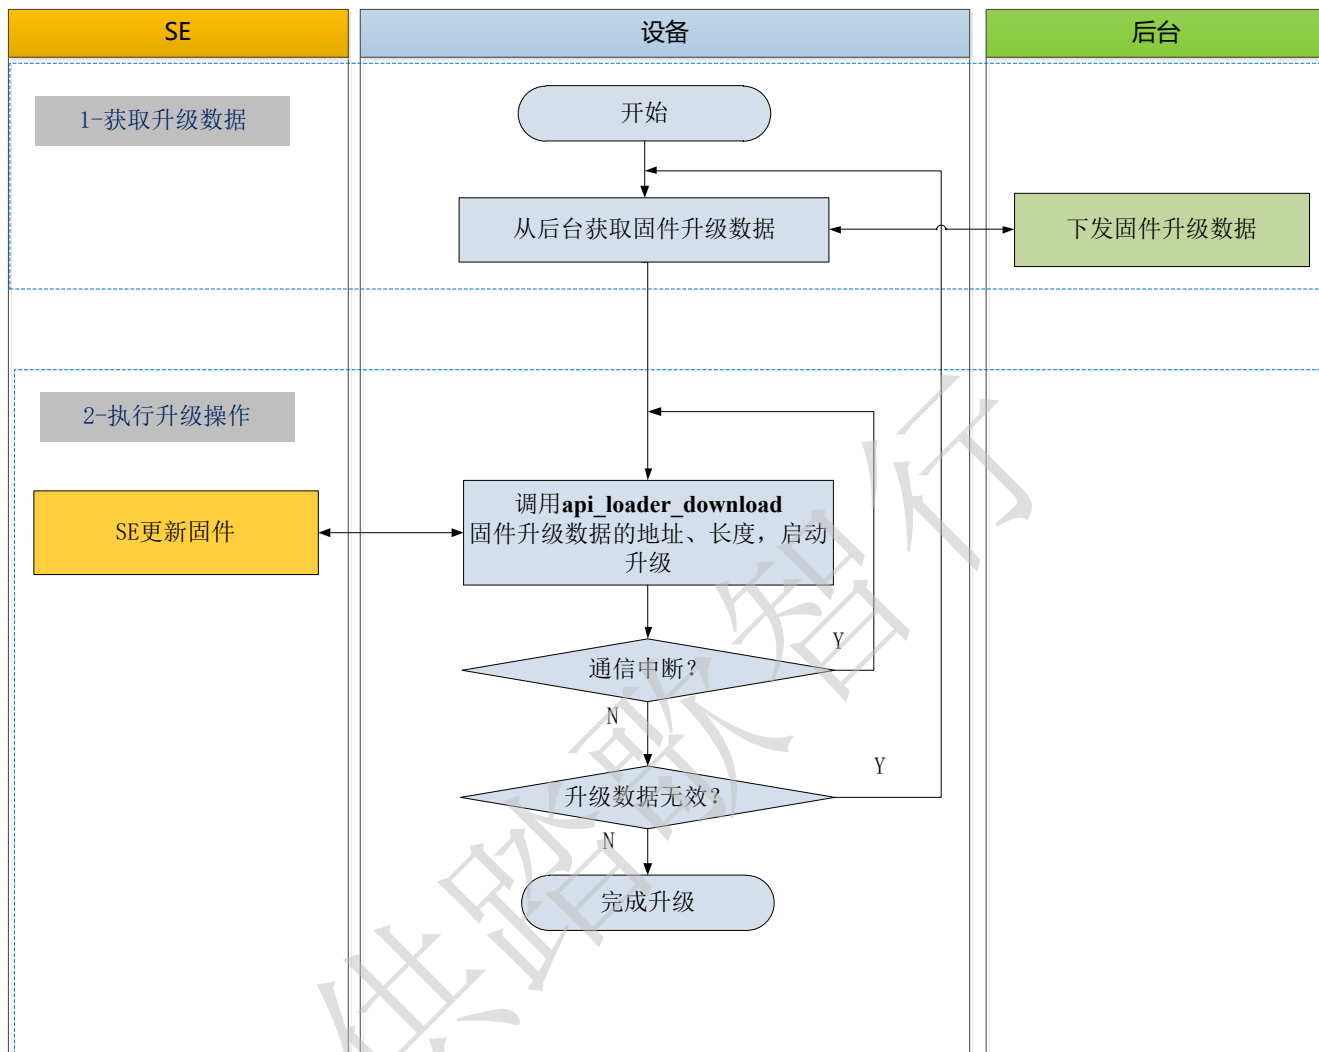 SE
设备
后台
1-获取升级数据
开始
从后台获取固件升级数据
下发固件升级数据
2-执行升级操作
调用api_loader_download
固件升级数据的地址、长度，启动
升级
SE更新固件
通信中断？
Y
N
升级数据无效？
Y
N
完成升级
供踏歌智行